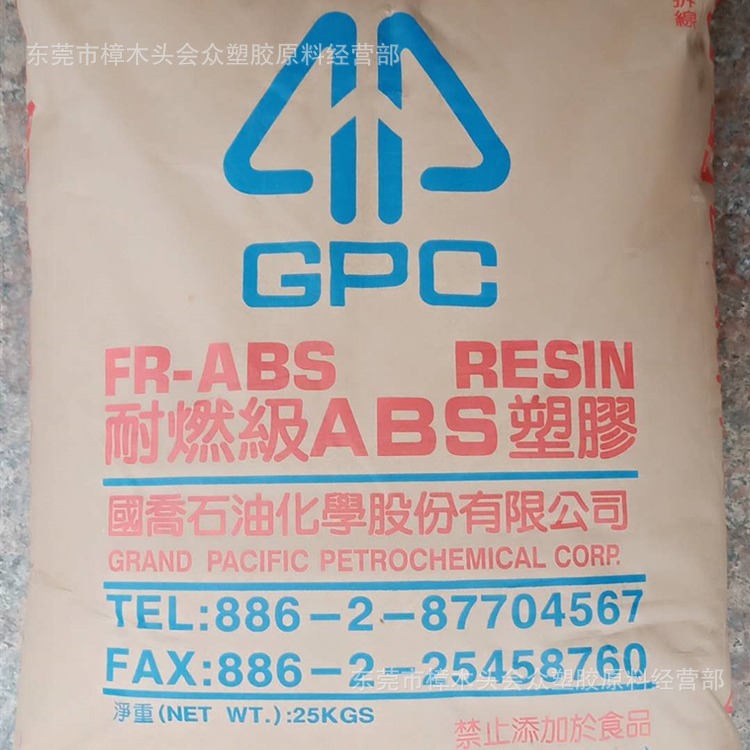 拆線
东莞市樟木头会众塑胶原料经营部
GPC
FR-ABS RESIN
耐燃級ABS塑膠
國喬石油化學股份有限公司
GRAND PACIFIC PETROCHEMICAL CORP.
TEL:886-2-87704567
FAX:886-2-25458760
东莞市樟木头会众塑胶原料经营部
淨重(NET WT.):25KGS
禁止添加於食品